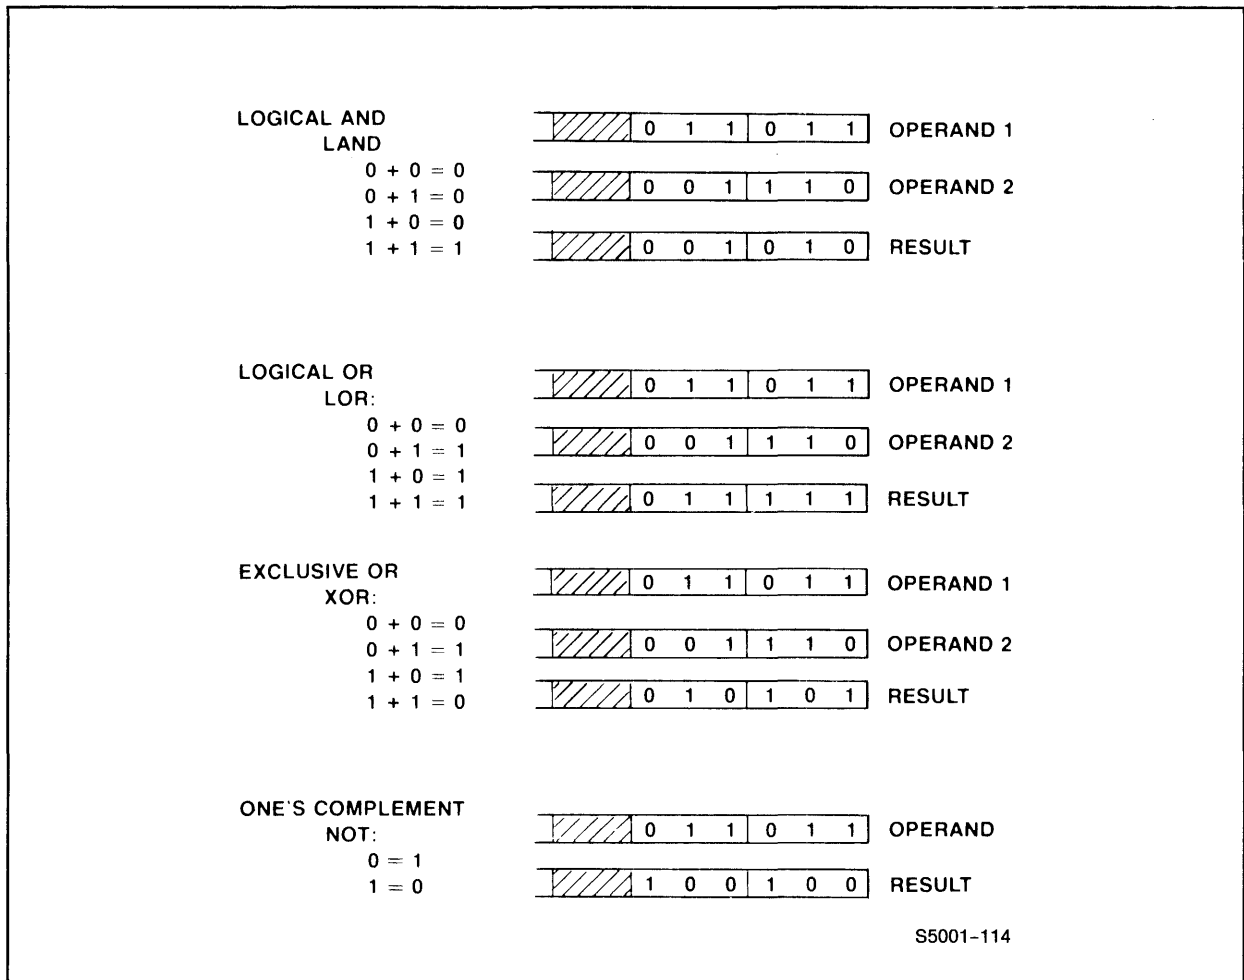 LOGICAL AND
LAND
0 + 0 = 0
0 + 1 = 0
1 + 0 = 0
1 + 1 = 1
0 1 1 0 1 1 OPERAND 1
0 0 1 1 1 0 OPERAND 2
0 0 1 0 1 0 RESULT
LOGICAL OR
LOR:
0 + 0 = 0
0 + 1 = 1
1 + 0 = 1
1 + 1 = 1
0 1 1 0 1 1 OPERAND 1
0 0 1 1 1 0 OPERAND 2
0 1 1 1 1 1 RESULT
EXCLUSIVE OR
XOR:
0 + 0 = 0
0 + 1 = 1
1 + 0 = 1
1 + 1 = 0
0 1 1 0 1 1 OPERAND 1
0 0 1 1 1 0 OPERAND 2
0 1 0 1 0 1 RESULT
ONE'S COMPLEMENT
NOT:
0 = 1
1 = 0
0 1 1 0 1 1 OPERAND
1 0 0 1 0 0 RESULT
S5001-114